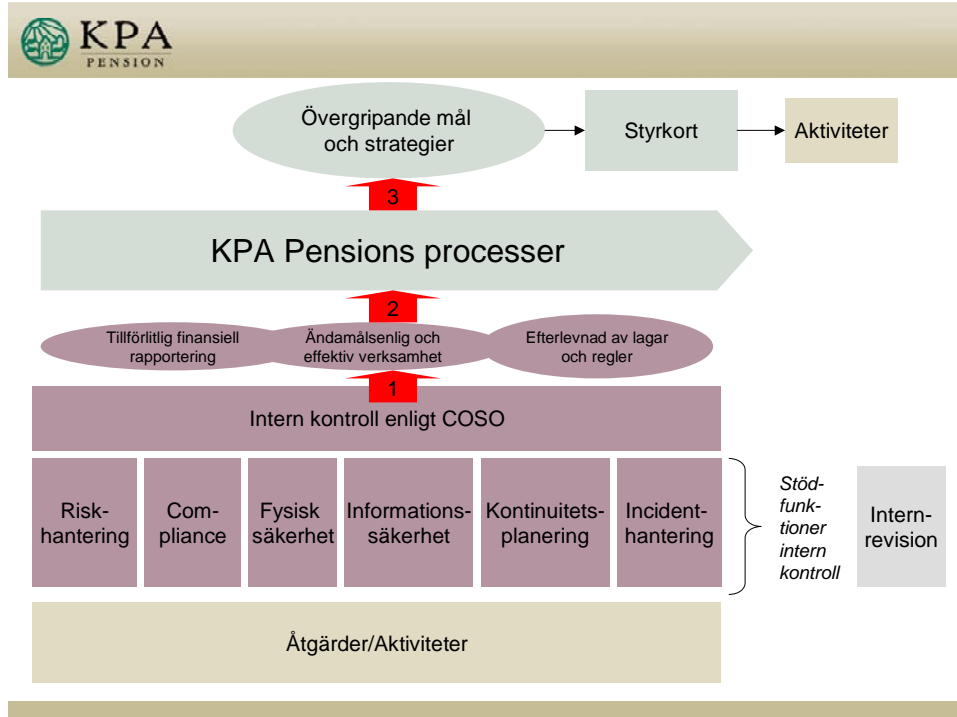 KPA
PENSION
Övergripande mål
och strategier
Styrkort
Aktiviteter
3
KPA Pensions processer
2
Tillförlitlig finansiell
rapportering
Ändamålsenlig och
effektiv verksamhet
Efterlevnad av lagar
och regler
1
Intern kontroll enligt COSO
Risk-
hantering
Com-
pliance
Fysisk
säkerhet
Informations-
säkerhet
Kontinuitets-
planering
Incident-
hantering
Stöd-
funk-
tioner
intern
kontroll
Intern-
revision
Åtgärder/Aktiviteter